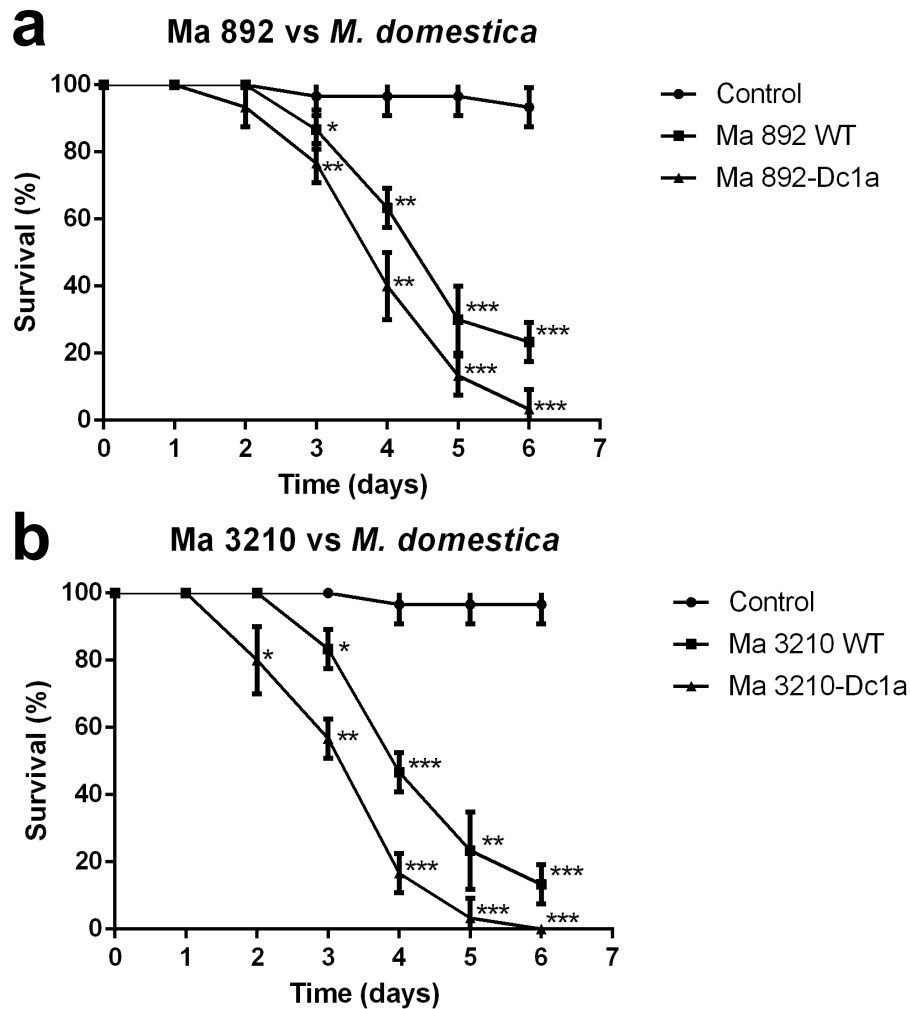 a
Ma 892 vs M. domestica
100
80
60
40
20
0
Survival (%)
0 1 2 3 4 5 6 7
Time (days)
*
**
**
**
***
***
***
***
Control
Ma 892 WT
Ma 892-Dc1a
b
Ma 3210 vs M. domestica
100
80
60
40
20
0
Survival (%)
0 1 2 3 4 5 6 7
Time (days)
*
*
**
***
***
**
***
***
***
Control
Ma 3210 WT
Ma 3210-Dc1a